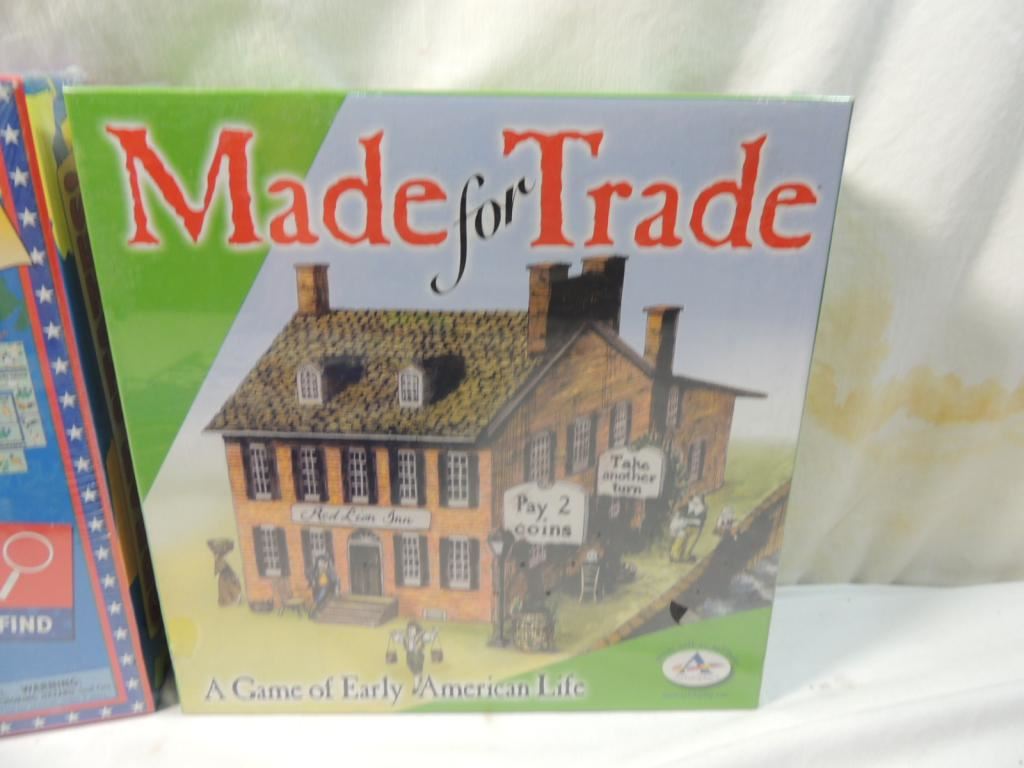 Made for Trade
Red Lion Inn
Take
another
turn
Pay 2
coins
A Game of Early American Life
FIND
WARNING: